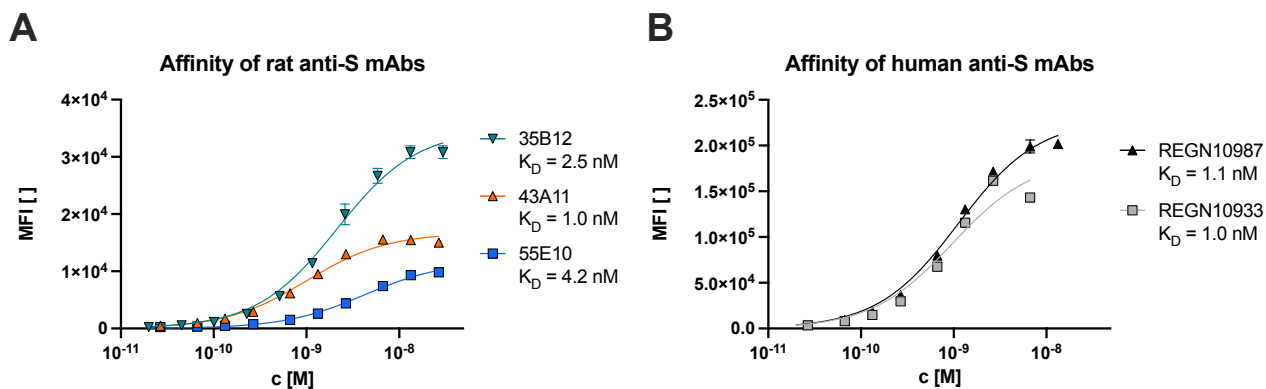 A
Affinity of rat anti-S mAbs
4×10⁴
3×10⁴
2×10⁴
1×10⁴
0
MFI [ ]
10⁻¹¹
10⁻¹⁰
10⁻⁹
10⁻⁸
c [M]
35B12
K_D = 2.5 nM
43A11
K_D = 1.0 nM
55E10
K_D = 4.2 nM
B
Affinity of human anti-S mAbs
2.5×10⁵
2.0×10⁵
1.5×10⁵
1.0×10⁵
5.0×10⁴
0.0
MFI [ ]
10⁻¹¹
10⁻¹⁰
10⁻⁹
10⁻⁸
c [M]
REGN10987
K_D = 1.1 nM
REGN10933
K_D = 1.0 nM